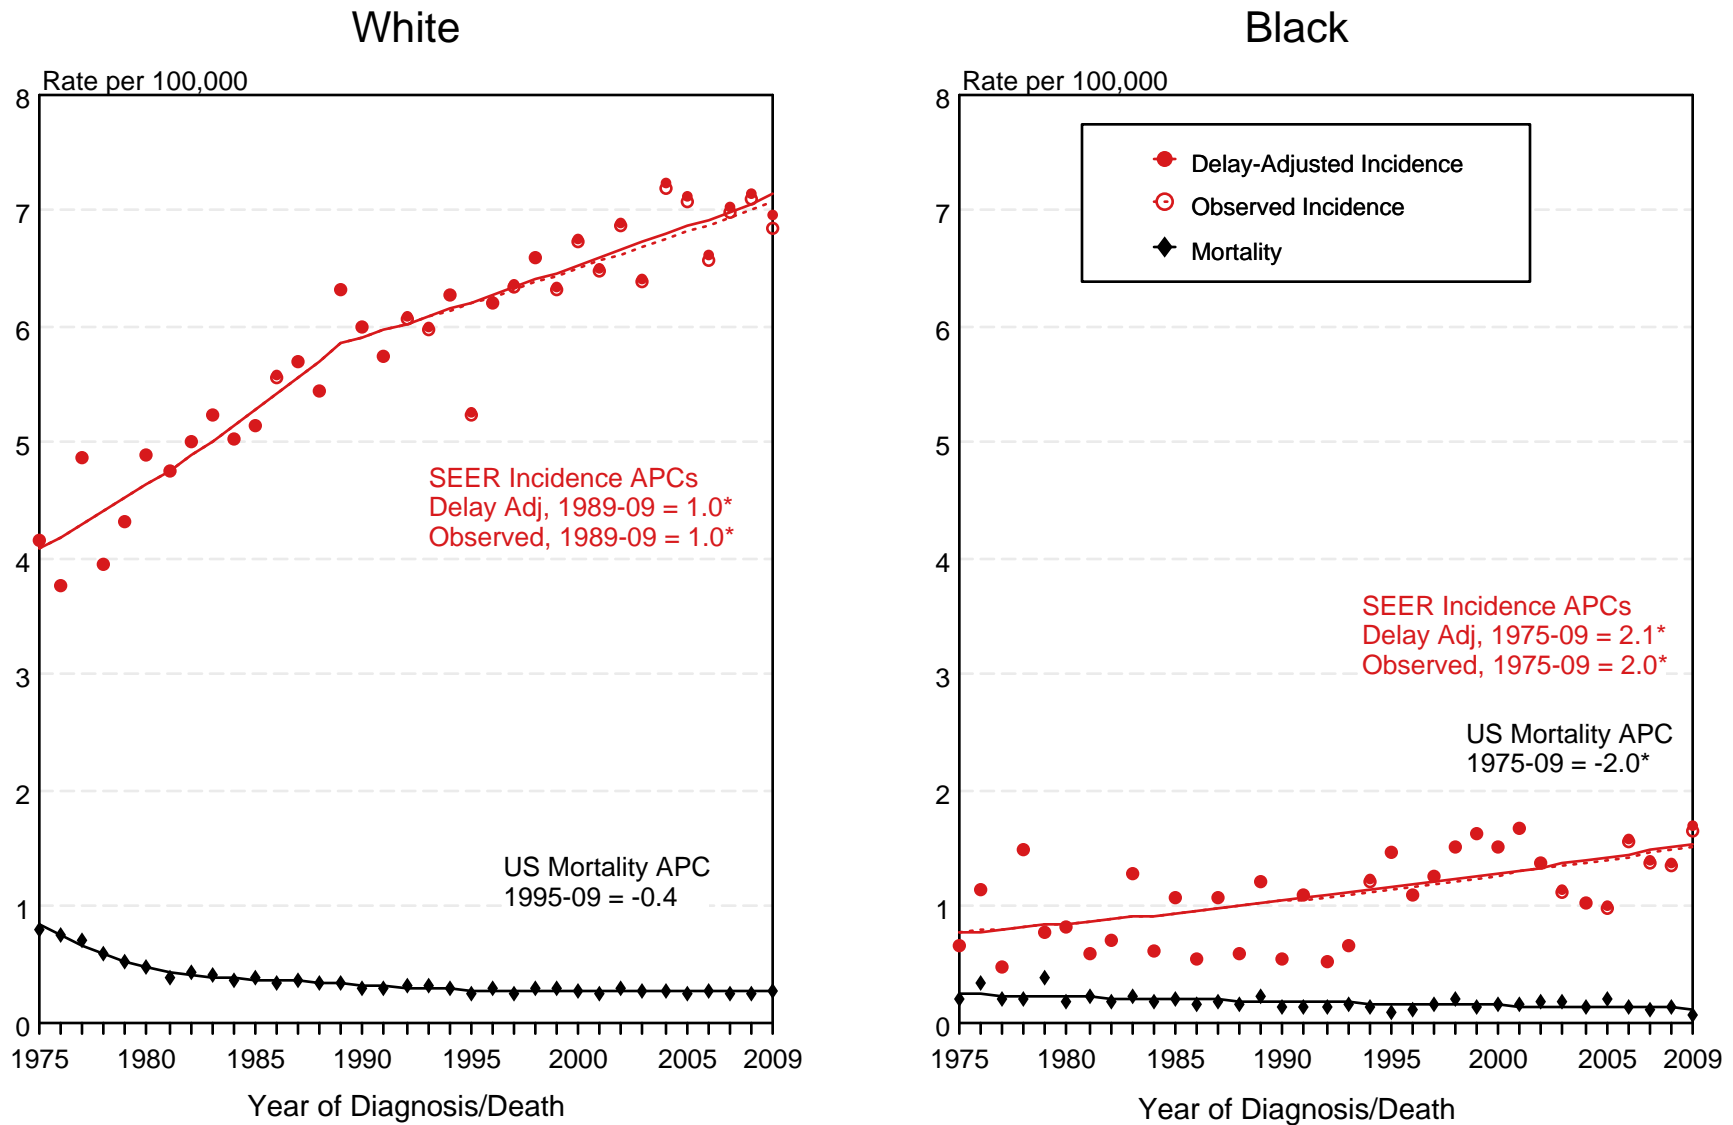 White
Rate per 100,000
8
7
6
5
4
3
2
1
0
SEER Incidence APCs
Delay Adj, 1989-09 = 1.0*
Observed, 1989-09 = 1.0*
US Mortality APC
1995-09 = -0.4
1975 1980 1985 1990 1995 2000 2005 2009
Year of Diagnosis/Death
Black
Rate per 100,000
8
7
6
5
4
3
2
1
0
Delay-Adjusted Incidence
Observed Incidence
Mortality
SEER Incidence APCs
Delay Adj, 1975-09 = 2.1*
Observed, 1975-09 = 2.0*
US Mortality APC
1975-09 = -2.0*
1975 1980 1985 1990 1995 2000 2005 2009
Year of Diagnosis/Death